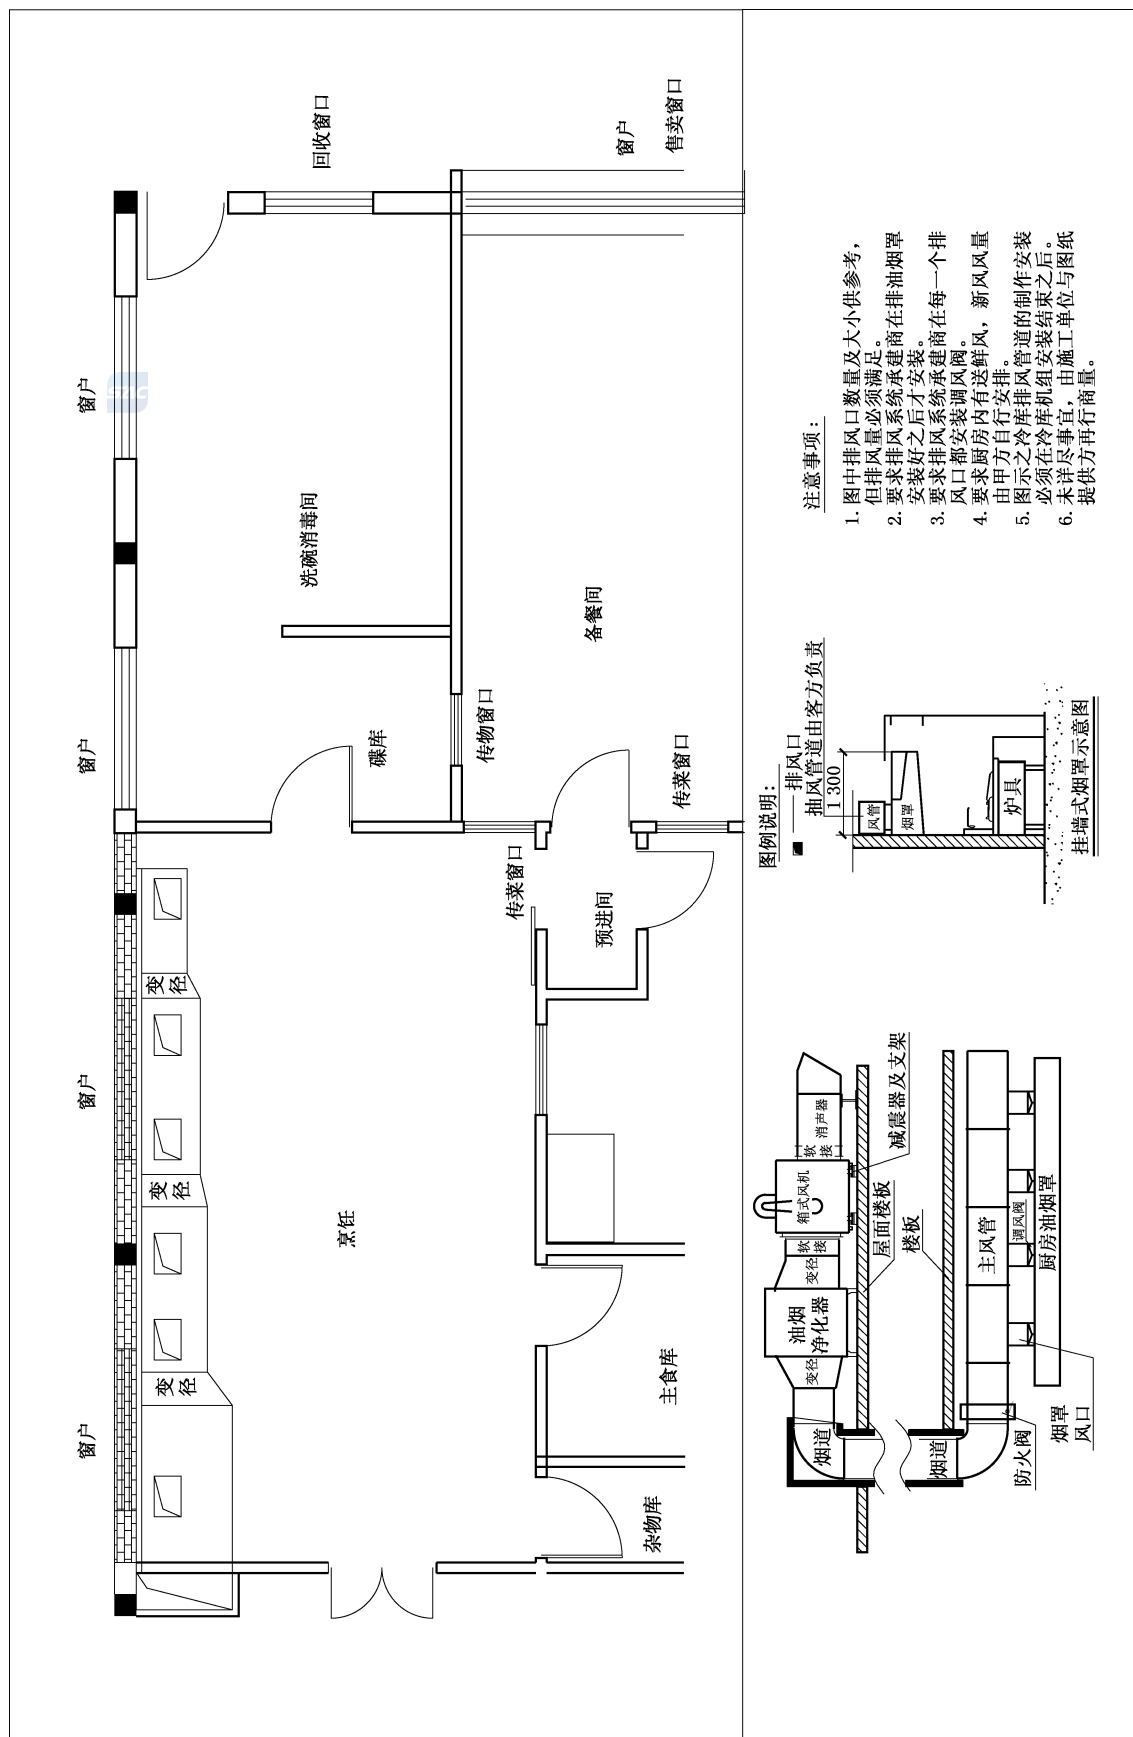 窗户
窗户
窗户
窗户
回收窗口
窗户
售卖窗口
洗碗消毒间
备餐间
碟库
传物窗口
传菜窗口
传菜窗口
预进间
变径
变径
变径
烹饪
主食库
杂物库
烟道
变径
油烟
净化器
变径
软接
箱式风机
软接
消声器
减震器及支架
屋面楼板
楼板
烟道
主风管
调风阀
厨房油烟罩
防火阀
烟罩
风口
图例说明：
排风口
抽风管道由客方负责
1 300
风管
烟罩
炉具
挂墙式烟罩示意图
注意事项：
1. 图中排风口数量及大小供参考，
但排风量必须满足。
2. 要求排风系统承建商在排油烟罩
安装好之后才安装。
3. 要求排风系统承建商在每一个排
风口都安装调风阀。
4. 要求厨房内有送鲜风，新风风量
由甲方自行安排。
5. 图示之冷库排风管道的制作安装
必须在冷库机组安装结束之后。
6. 未详尽事宜，由施工单位与图纸
提供方再行商量。